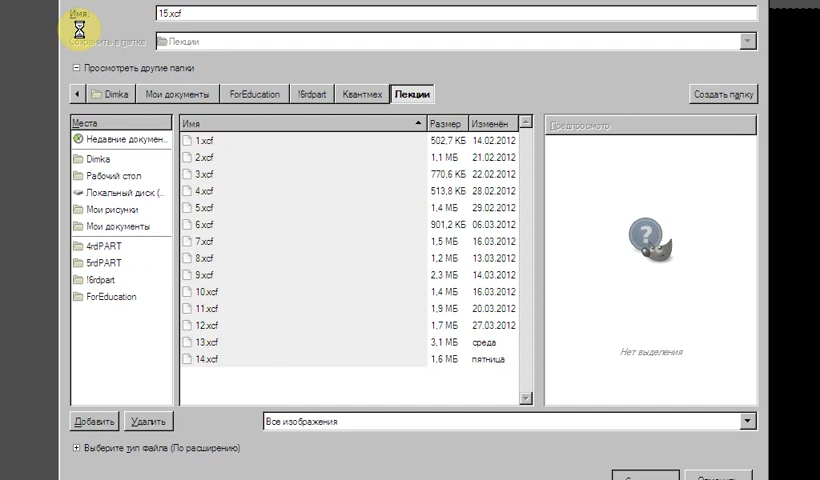 Имя: 15.xcf
Сохранить в папке: Лекции
Просмотреть другие папки
Dimka Мои документы ForEducation !6rdpart Квантмех Лекции Создать папку
Места Имя Размер Изменён Предпросмотр
Недавние докумен...
Dimka
Рабочий стол
Локальный диск (...
Мои рисунки
Мои документы
4rdPART
5rdPART
!6rdpart
ForEducation
1.xcf 502,7 КБ 14.02.2012
2.xcf 1,1 МБ 21.02.2012
3.xcf 770,6 КБ 22.02.2012
4.xcf 513,8 КБ 28.02.2012
5.xcf 1,4 МБ 29.02.2012
6.xcf 901,2 КБ 06.03.2012
7.xcf 1,5 МБ 16.03.2012
8.xcf 1,2 МБ 13.03.2012
9.xcf 2,3 МБ 14.03.2012
10.xcf 1,4 МБ 16.03.2012
11.xcf 1,9 МБ 20.03.2012
12.xcf 1,7 МБ 27.03.2012
13.xcf 3,1 МБ среда
14.xcf 1,6 МБ пятница
?
Нет выделения
Добавить Удалить Все изображения
Выберите тип файла (По расширению)